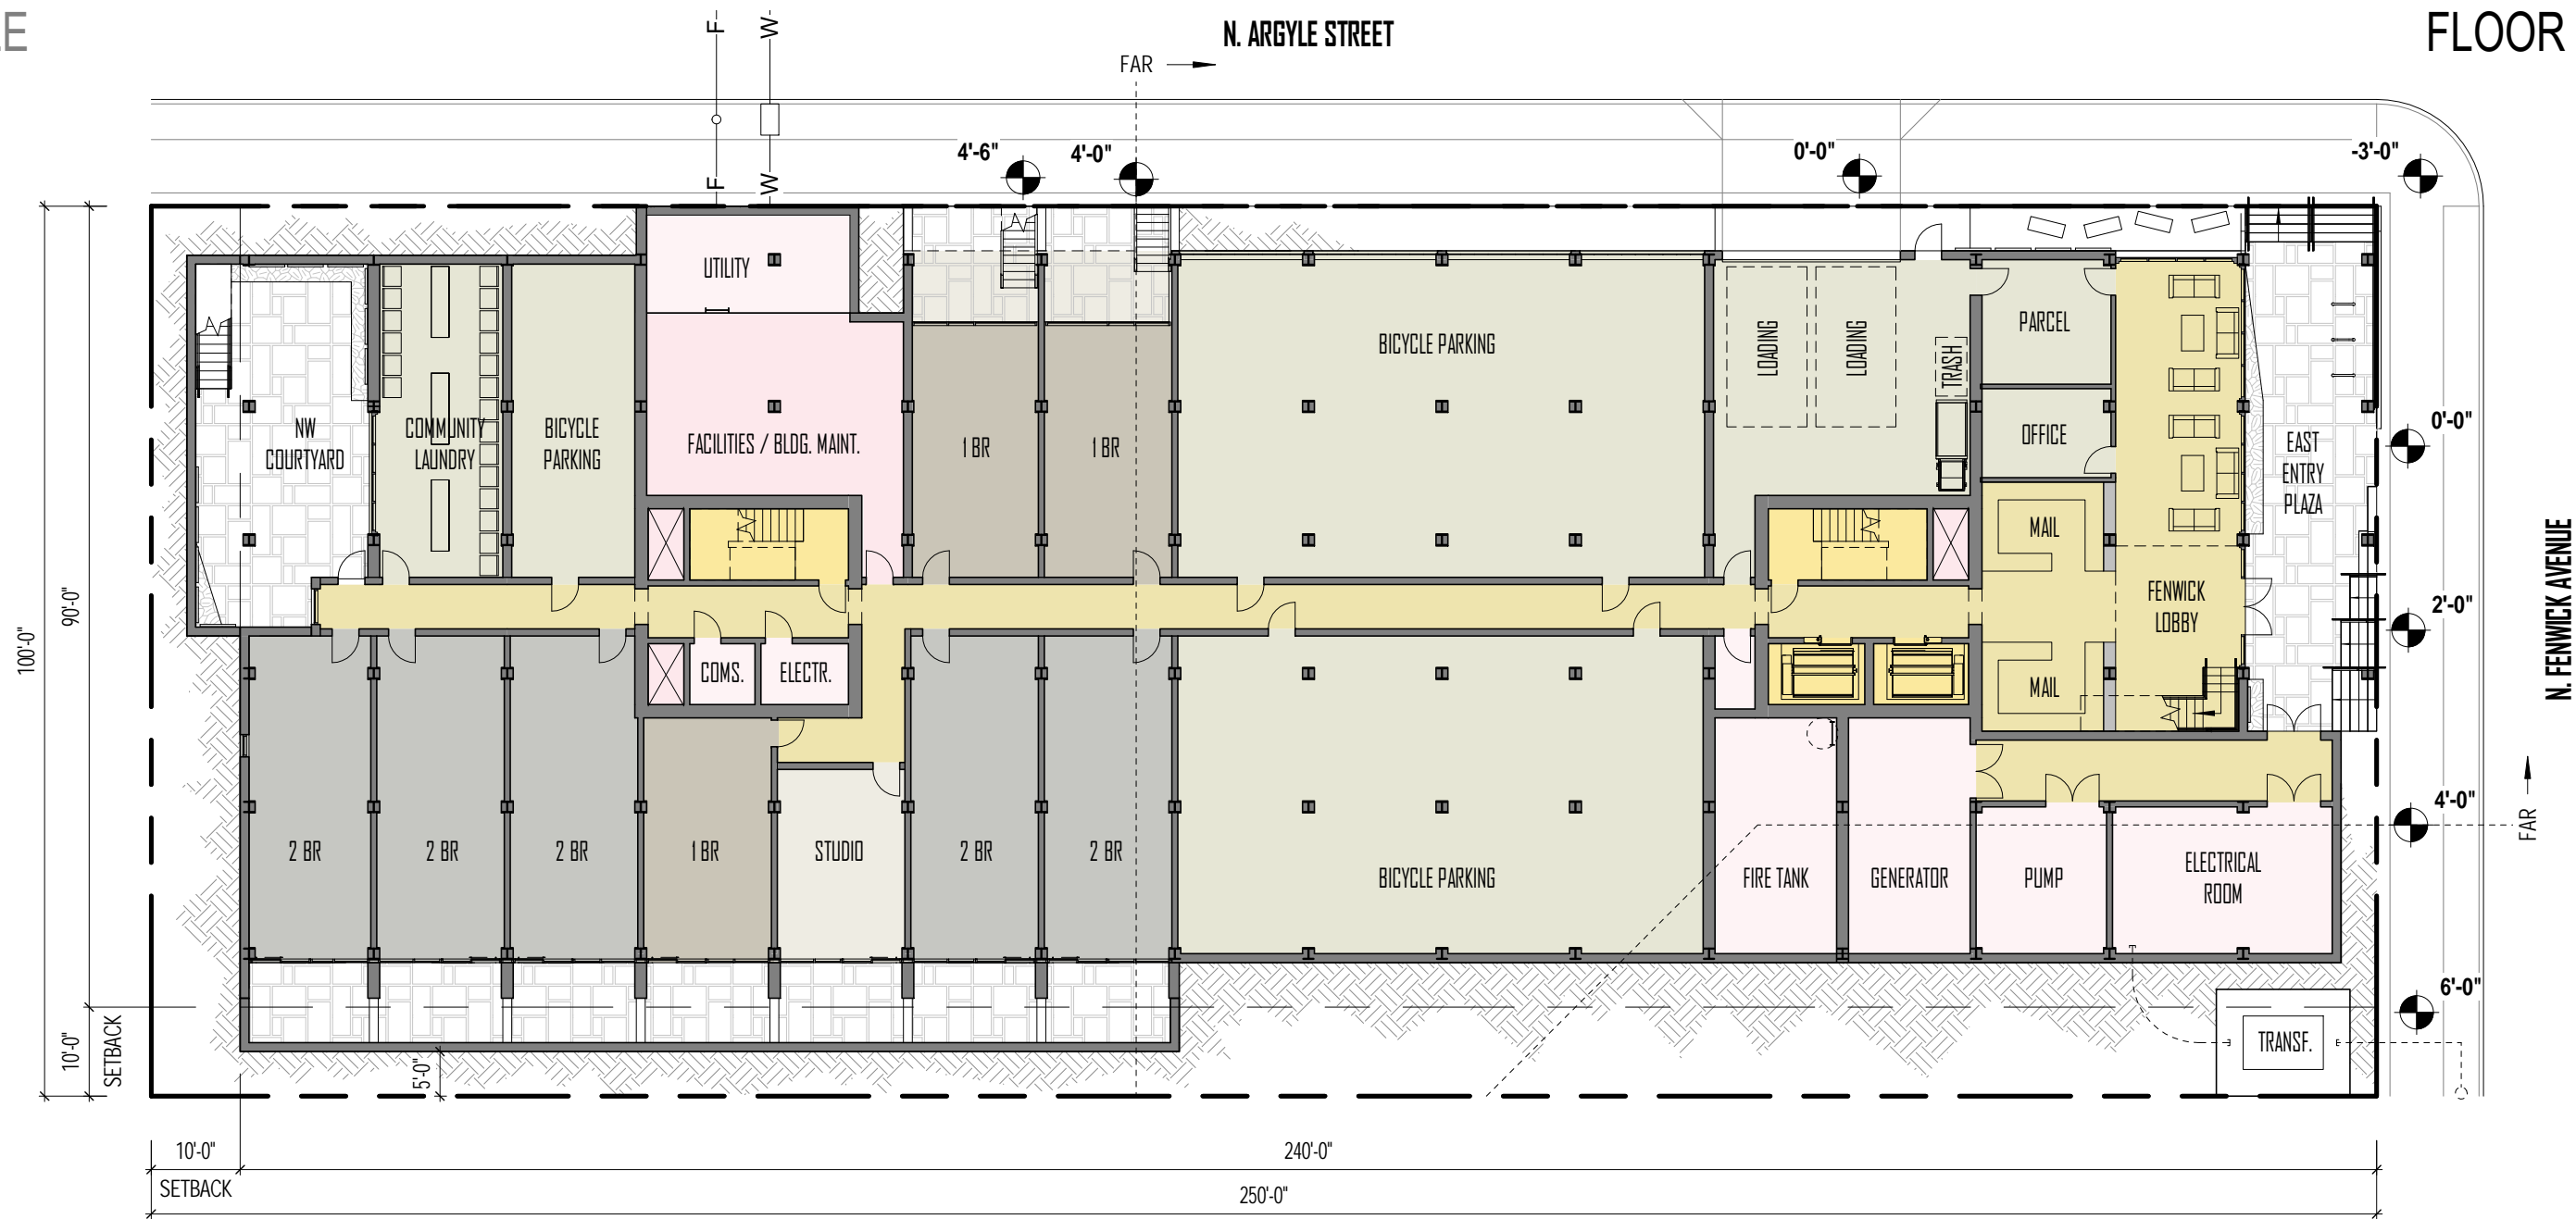 E
FLOOR
N. ARGYLE STREET
FAR
F
W
F
W
4'-6"
4'-0"
0'-0"
-3'-0"
UTILITY
BICYCLE PARKING
LOADING
LOADING
TRASH
PARCEL
OFFICE
NW
COURTYARD
COMMUNITY
LAUNDRY
BICYCLE
PARKING
FACILITIES / BLDG. MAINT.
1 BR
1 BR
EAST
ENTRY
PLAZA
0'-0"
MAIL
FENWICK
LOBBY
2'-0"
N. FENWICK AVENUE
100'-0"
90'-0"
COMS.
ELECTR.
MAIL
4'-0"
FAR
2 BR
2 BR
2 BR
1 BR
STUDIO
2 BR
2 BR
BICYCLE PARKING
FIRE TANK
GENERATOR
PUMP
ELECTRICAL
ROOM
6'-0"
10'-0"
SETBACK
5'-0"
TRANSF.
10'-0"
240'-0"
SETBACK
250'-0"